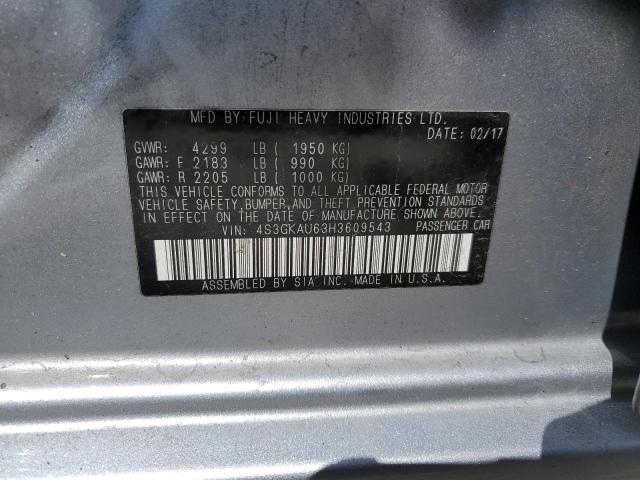 MFD BY FUJI HEAVY INDUSTRIES LTD.
DATE: 02/17
GVWR: 4299 LB ( 1950 KG)
GAWR: F 2183 LB ( 990 KG)
GAWR: R 2205 LB ( 1000 KG)
THIS VEHICLE CONFORMS TO ALL APPLICABLE FEDERAL MOTOR
VEHICLE SAFETY, BUMPER, AND THEFT PREVENTION STANDARDS
IN EFFECT ON THE DATE OF MANUFACTURE SHOWN ABOVE.
VIN: 4S3GKAU63H3609543 PASSENGER CAR
ASSEMBLED BY SIA INC. MADE IN U.S.A.